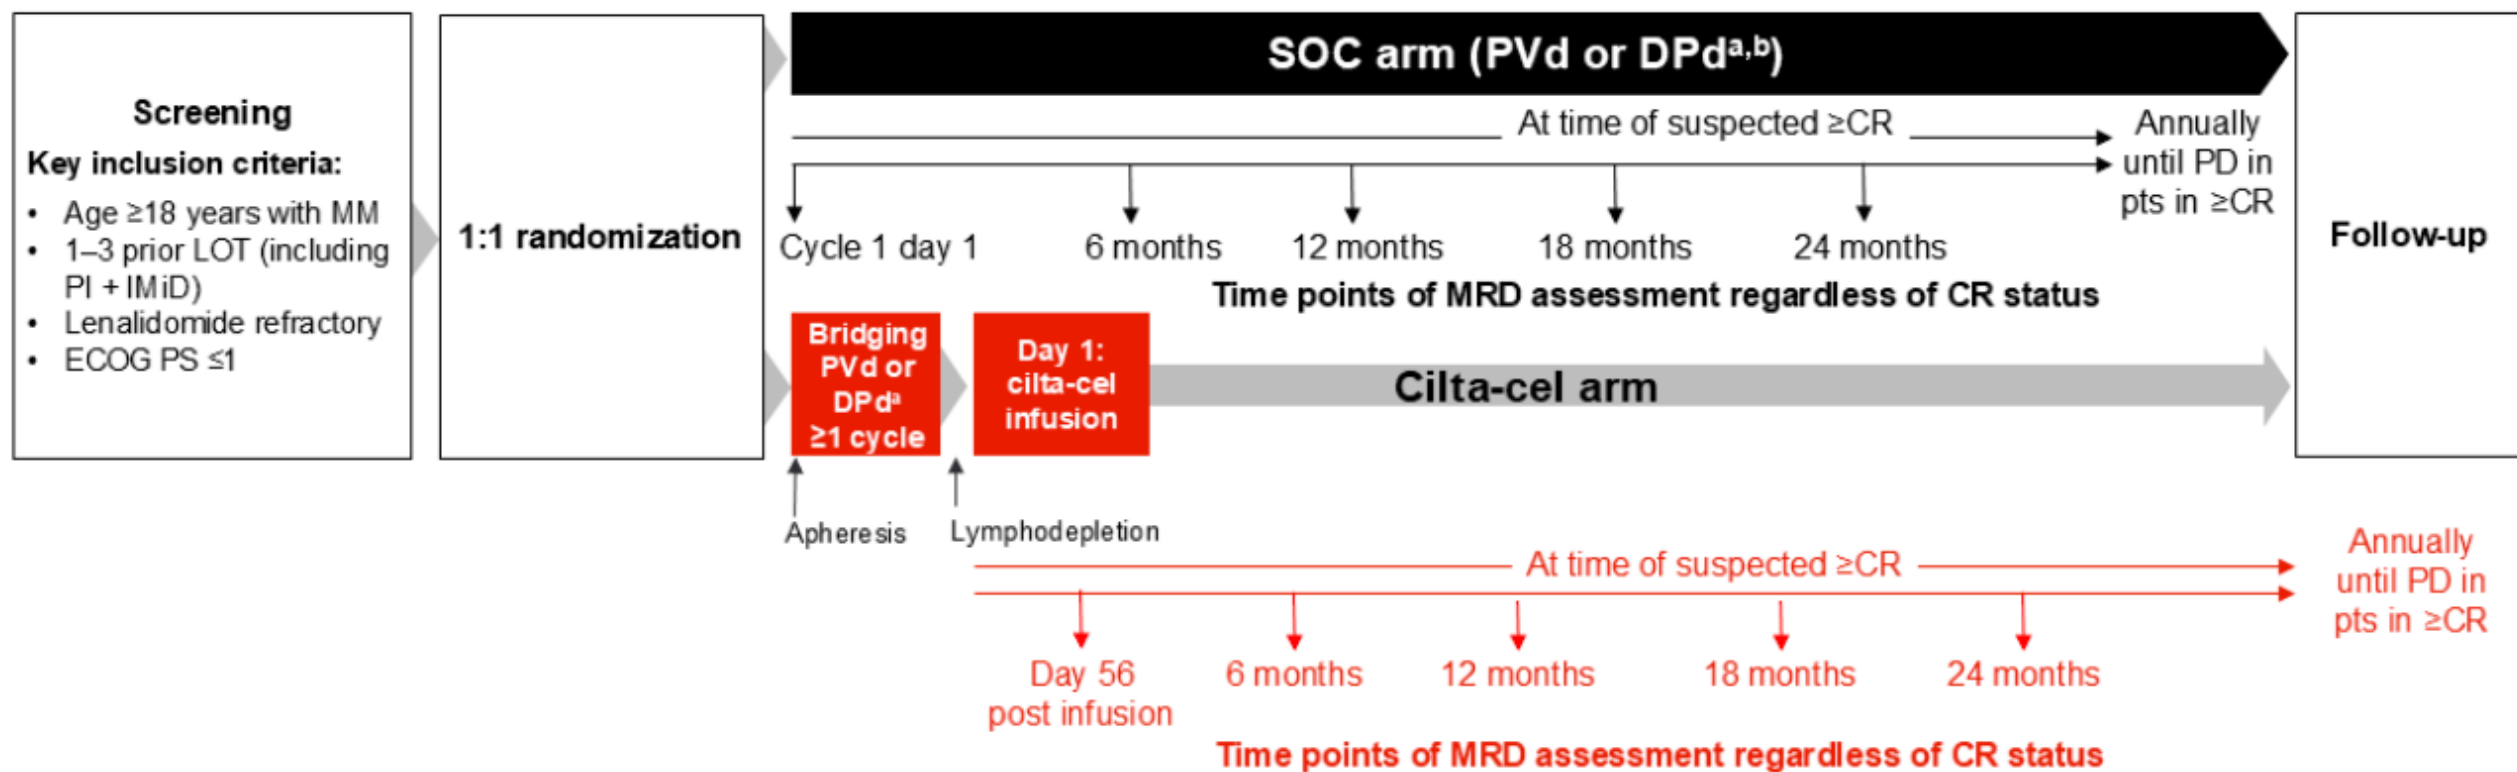 Screening
Key inclusion criteria:
• Age ≥18 years with MM
• 1–3 prior LOT (including
PI + IMiD)
• Lenalidomide refractory
• ECOG PS ≤1
1:1 randomization
SOC arm (PVd or DPdᵃ,ᵇ)
At time of suspected ≥CR
Annually
until PD in
pts in ≥CR
Cycle 1 day 1
6 months
12 months
18 months
24 months
Time points of MRD assessment regardless of CR status
Bridging
PVd or
DPdᵃ
≥1 cycle
Day 1:
cilta-cel
infusion
Cilta-cel arm
Apheresis
Lymphodepletion
Follow-up
At time of suspected ≥CR
Annually
until PD in
pts in ≥CR
Day 56
post infusion
6 months
12 months
18 months
24 months
Time points of MRD assessment regardless of CR status